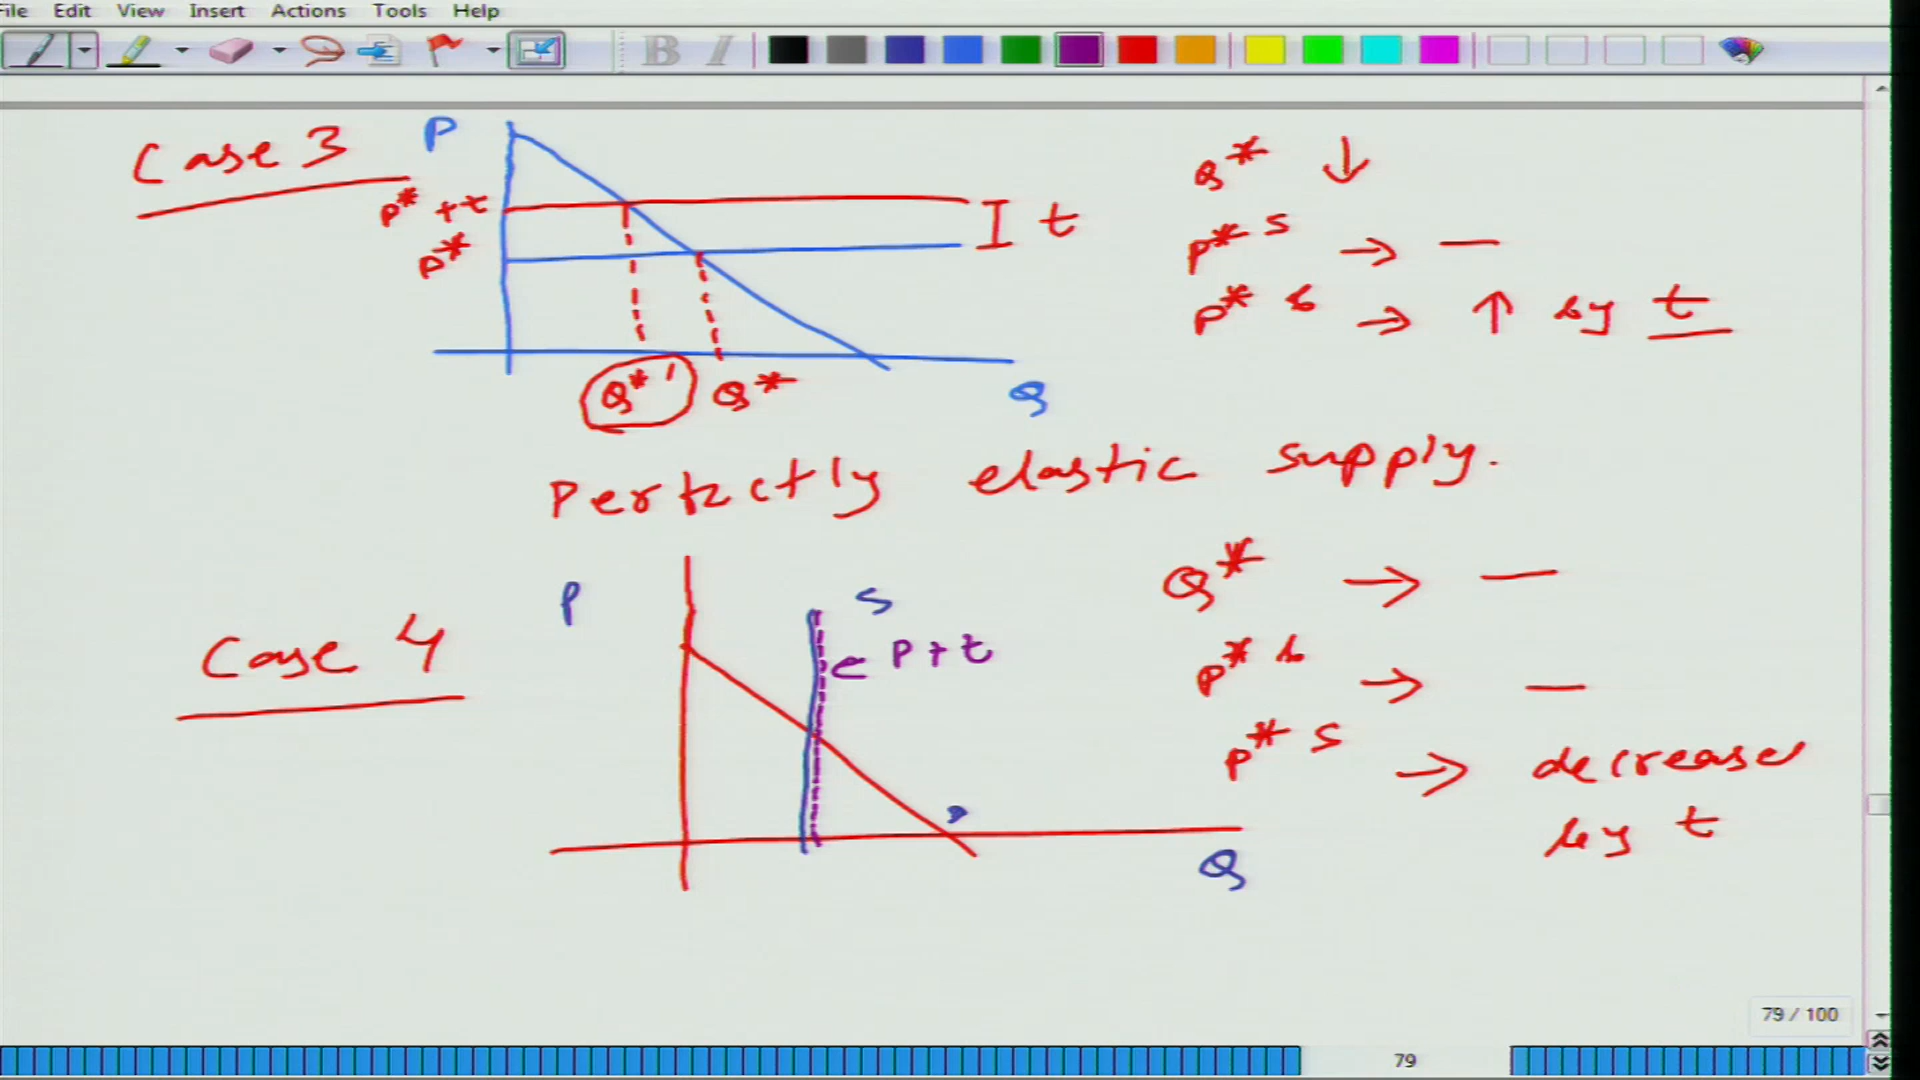 File Edit View Insert Actions Tools Help
B I
Case 3
P
P* + t
P*
I t
Q*' Q*
Q
Q* ↓
P* s → —
P* b → ↑ by t
Perfectly elastic supply.
Case 4
P
S
← P + t
D
Q
Q* → —
P* b → —
P* s → decrease
by t
79 / 100
79